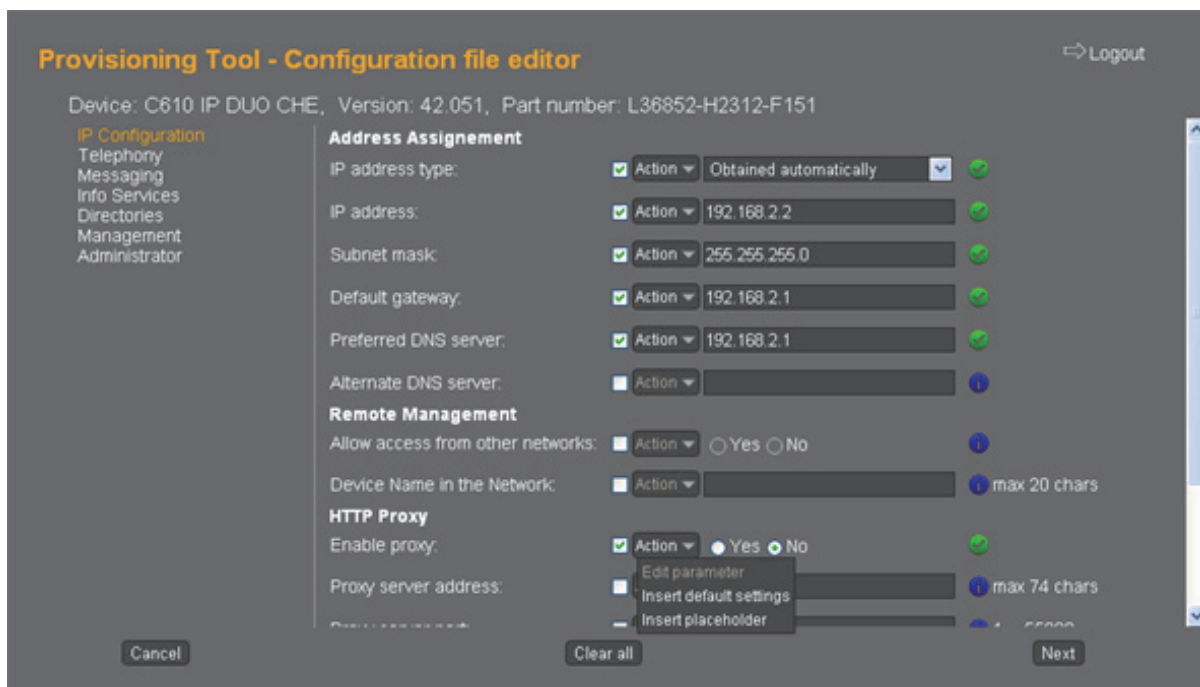 Provisioning Tool - Configuration file editor
Logout
Device: C610 IP DUO CHE, Version: 42.051, Part number: L36852-H2312-F151
IP Configuration
Telephony
Messaging
Info Services
Directories
Management
Administrator
Address Assignement
IP address type: Action Obtained automatically
IP address: Action 192.168.2.2
Subnet mask: Action 255.255.255.0
Default gateway: Action 192.168.2.1
Preferred DNS server: Action 192.168.2.1
Alternate DNS server: Action
Remote Management
Allow access from other networks: Action Yes No
Device Name in the Network: Action max 20 chars
HTTP Proxy
Enable proxy: Action Yes No
Edit parameter
Insert default settings
Insert placeholder
Proxy server address: max 74 chars
Cancel
Clear all
Next